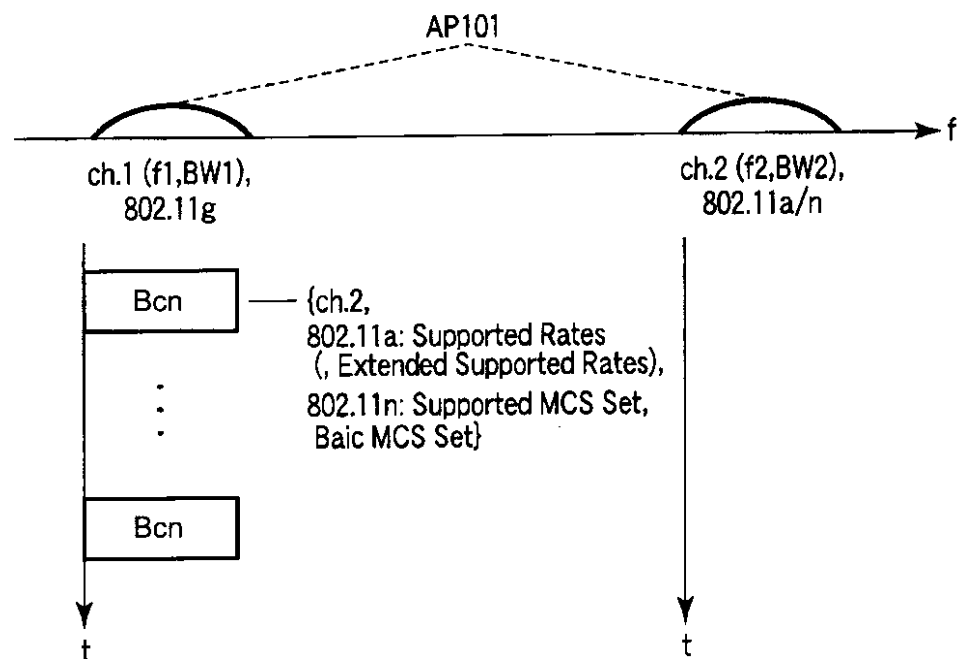 AP101
f
ch.1 (f1,BW1),
802.11g
ch.2 (f2,BW2),
802.11a/n
Bcn
{ch.2,
802.11a: Supported Rates
(, Extended Supported Rates),
802.11n: Supported MCS Set,
Baic MCS Set}
Bcn
t
t